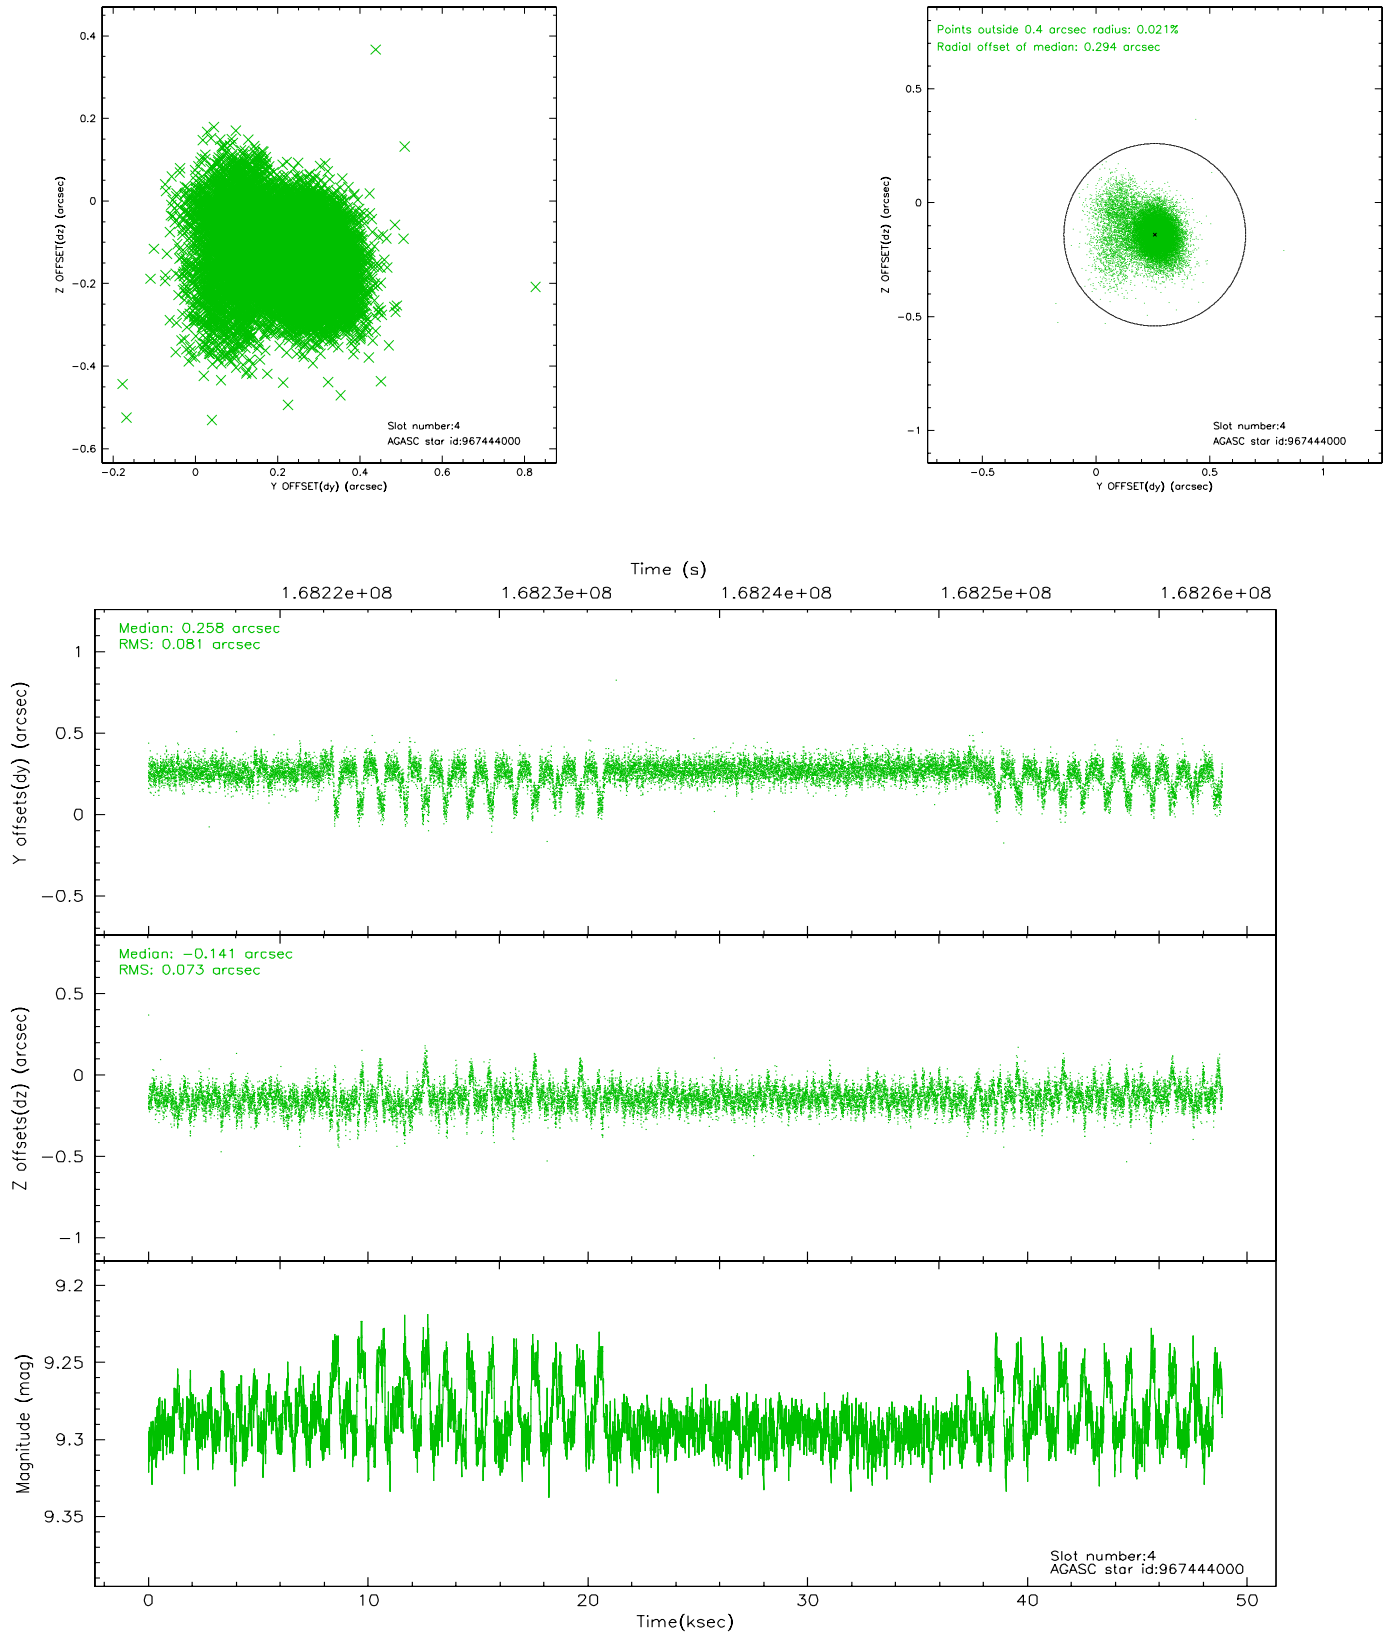 0.4
0.2
0
−0.2
−0.4
−0.6
Z OFFSET(dz) (arcsec)
Slot number:4
AGASC star id:967444000
−0.2 0 0.2 0.4 0.6 0.8
Y OFFSET(dy) (arcsec)
Points outside 0.4 arcsec radius: 0.021%
Radial offset of median: 0.294 arcsec
0.5
0
−0.5
−1
Z OFFSET(dz) (arcsec)
Slot number:4
AGASC star id:967444000
−0.5 0 0.5 1
Y OFFSET(dy) (arcsec)
Time (s)
1.6822e+08 1.6823e+08 1.6824e+08 1.6825e+08 1.6826e+08
Median: 0.258 arcsec
RMS: 0.081 arcsec
1
0.5
0
−0.5
Y offsets(dy) (arcsec)
Median: −0.141 arcsec
RMS: 0.073 arcsec
0.5
0
−0.5
−1
Z offsets(dz) (arcsec)
9.2
9.25
9.3
9.35
Magnitude (mag)
Slot number:4
AGASC star id:967444000
0 10 20 30 40 50
Time(ksec)